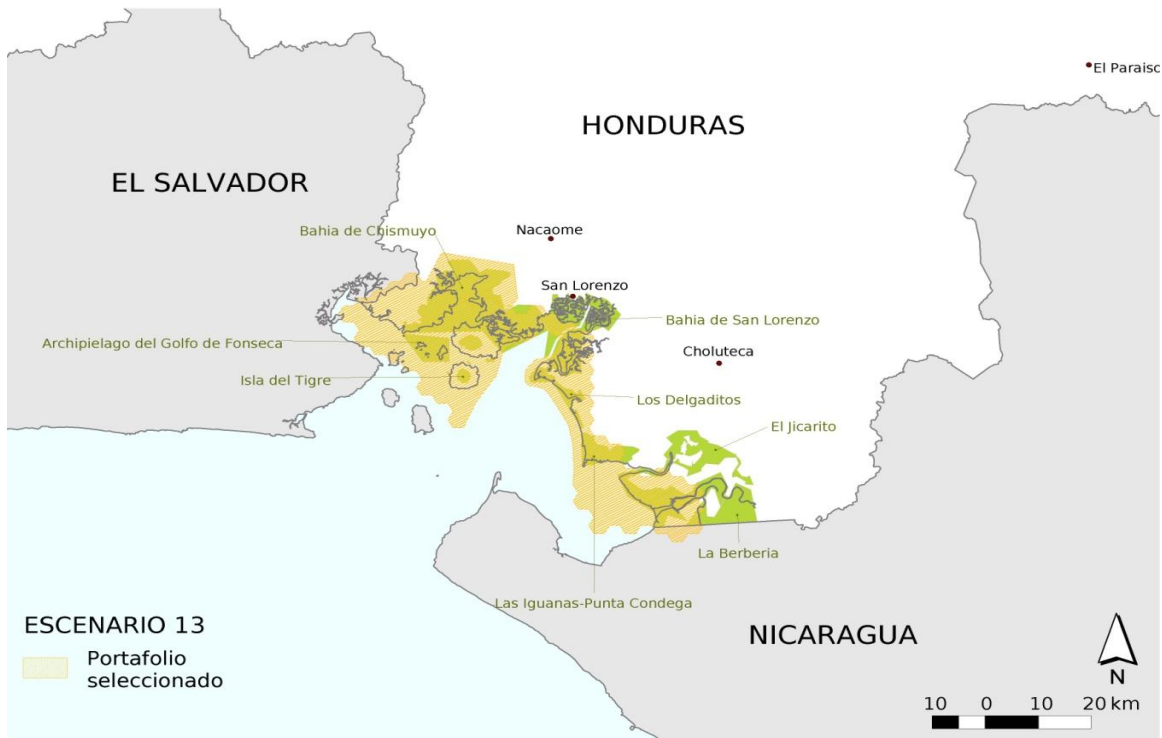 El Paraiso
HONDURAS
EL SALVADOR
Bahia de Chismuyo
Nacaome
San Lorenzo
Bahia de San Lorenzo
Archipielago del Golfo de Fonseca
Choluteca
Isla del Tigre
Los Delgaditos
El Jicarito
La Berberia
Las Iguanas-Punta Condega
ESCENARIO 13
Portafolio
seleccionado
NICARAGUA
N
10 0 10 20 km